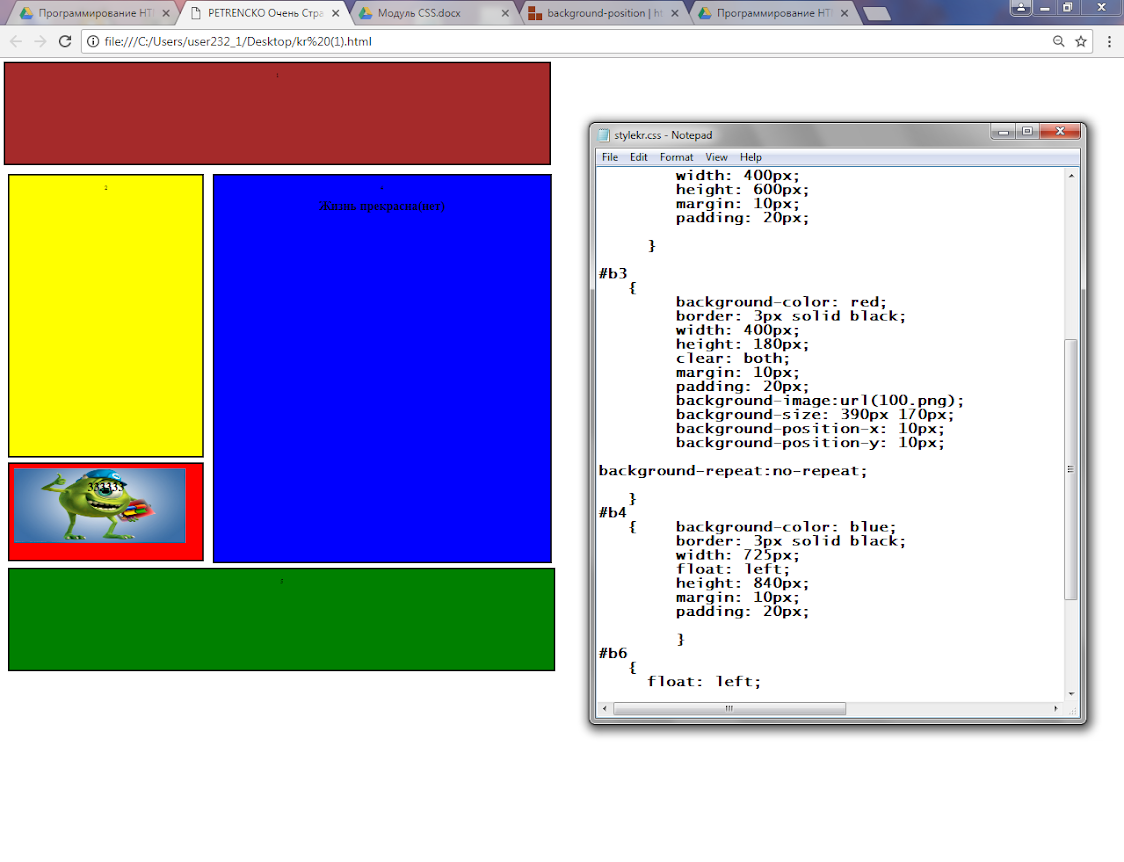 Программирование HTM
PETRENCKO Очень Стра
Модуль CSS.docx
background-position | ht
Программирование HTM
file:///C:/Users/user232_1/Desktop/kr%20(1).html
1
2
Жизнь прекрасна(нет)
333333
stylekr.css - Notepad
File Edit Format View Help
width: 400px;
height: 600px;
margin: 10px;
padding: 20px;
}
#b3
{
background-color: red;
border: 3px solid black;
width: 400px;
height: 180px;
clear: both;
margin: 10px;
padding: 20px;
background-image:url(100.png);
background-size: 390px 170px;
background-position-x: 10px;
background-position-y: 10px;
background-repeat:no-repeat;
}
#b4
{ background-color: blue;
border: 3px solid black;
width: 725px;
float: left;
height: 840px;
margin: 10px;
padding: 20px;
}
#b6
{
float: left;